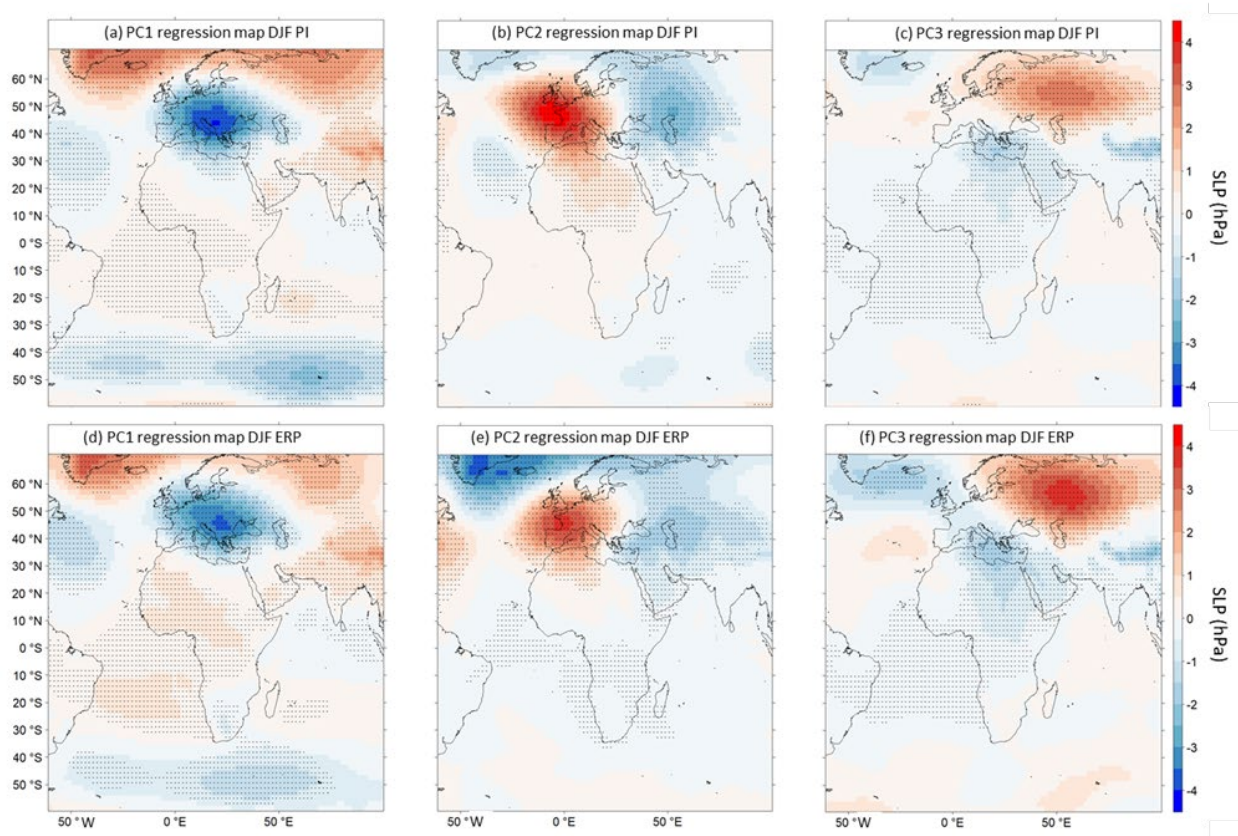 (a) PC1 regression map DJF PI
(b) PC2 regression map DJF PI
(c) PC3 regression map DJF PI
60 °N
50 °N
40 °N
30 °N
20 °N
10 °N
0 °S
10 °S
20 °S
30 °S
40 °S
50 °S
4
3
2
1
0
-1
-2
-3
-4
SLP (hPa)
(d) PC1 regression map DJF ERP
(e) PC2 regression map DJF ERP
(f) PC3 regression map DJF ERP
60 °N
50 °N
40 °N
30 °N
20 °N
10 °N
0 °S
10 °S
20 °S
30 °S
40 °S
50 °S
4
3
2
1
0
-1
-2
-3
-4
SLP (hPa)
50 °W 0 °E 50 °E
50 °W 0 °E 50 °E
50 °W 0 °E 50 °E